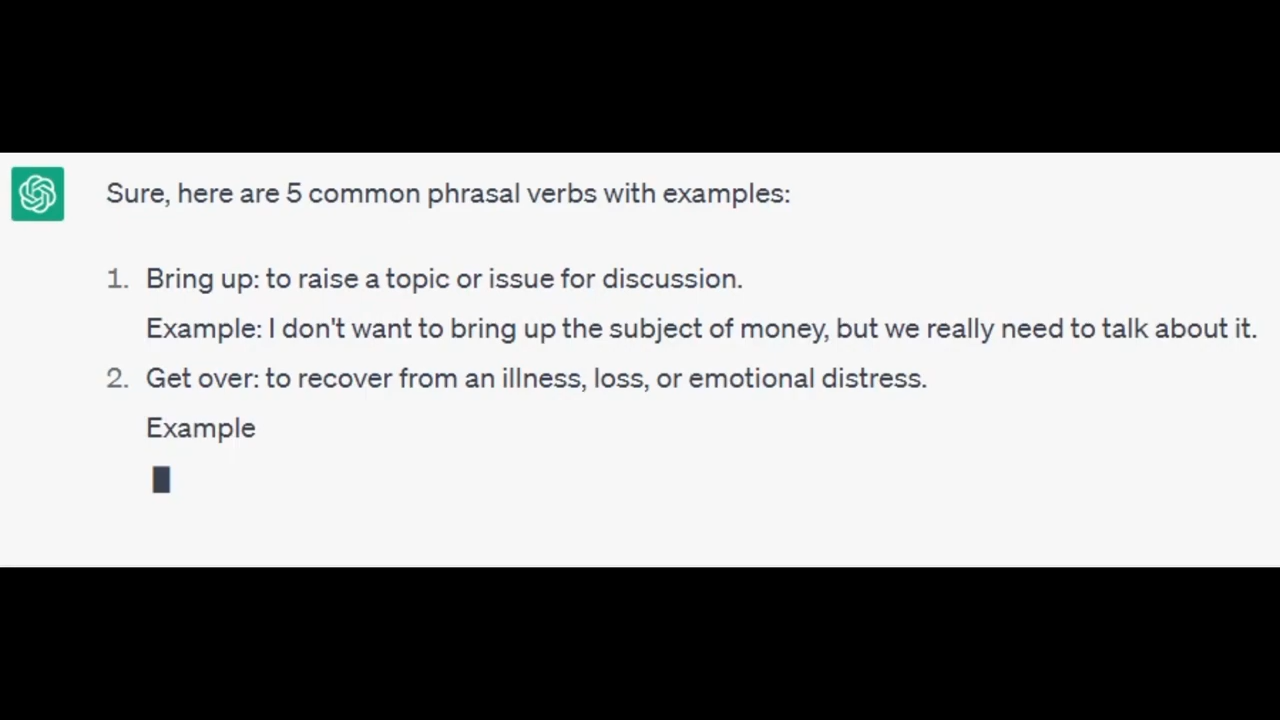 Sure, here are 5 common phrasal verbs with examples:
1. Bring up: to raise a topic or issue for discussion.
Example: I don't want to bring up the subject of money, but we really need to talk about it.
2. Get over: to recover from an illness, loss, or emotional distress.
Example